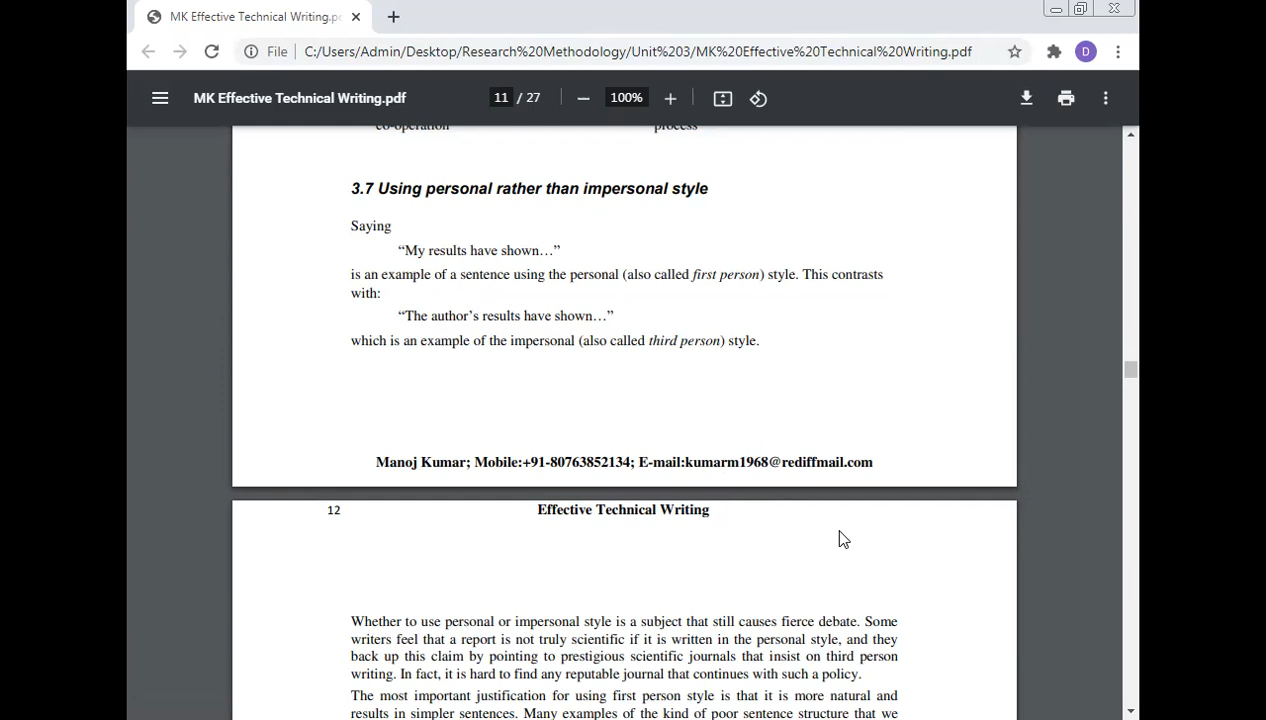 MK Effective Technical Writing.pd
File
C:/Users/Admin/Desktop/Research%20Methodology/Unit%203/MK%20Effective%20Technical%20Writing.pdf
D
MK Effective Technical Writing.pdf
11 / 27
100%
co-operation
process
3.7 Using personal rather than impersonal style
Saying
“My results have shown…”
is an example of a sentence using the personal (also called first person) style. This contrasts
with:
“The author’s results have shown…”
which is an example of the impersonal (also called third person) style.
Manoj Kumar; Mobile:+91-80763852134; E-mail:kumarm1968@rediffmail.com
12
Effective Technical Writing
Whether to use personal or impersonal style is a subject that still causes fierce debate. Some
writers feel that a report is not truly scientific if it is written in the personal style, and they
back up this claim by pointing to prestigious scientific journals that insist on third person
writing. In fact, it is hard to find any reputable journal that continues with such a policy.
The most important justification for using first person style is that it is more natural and
results in simpler sentences. Many examples of the kind of poor sentence structure that we